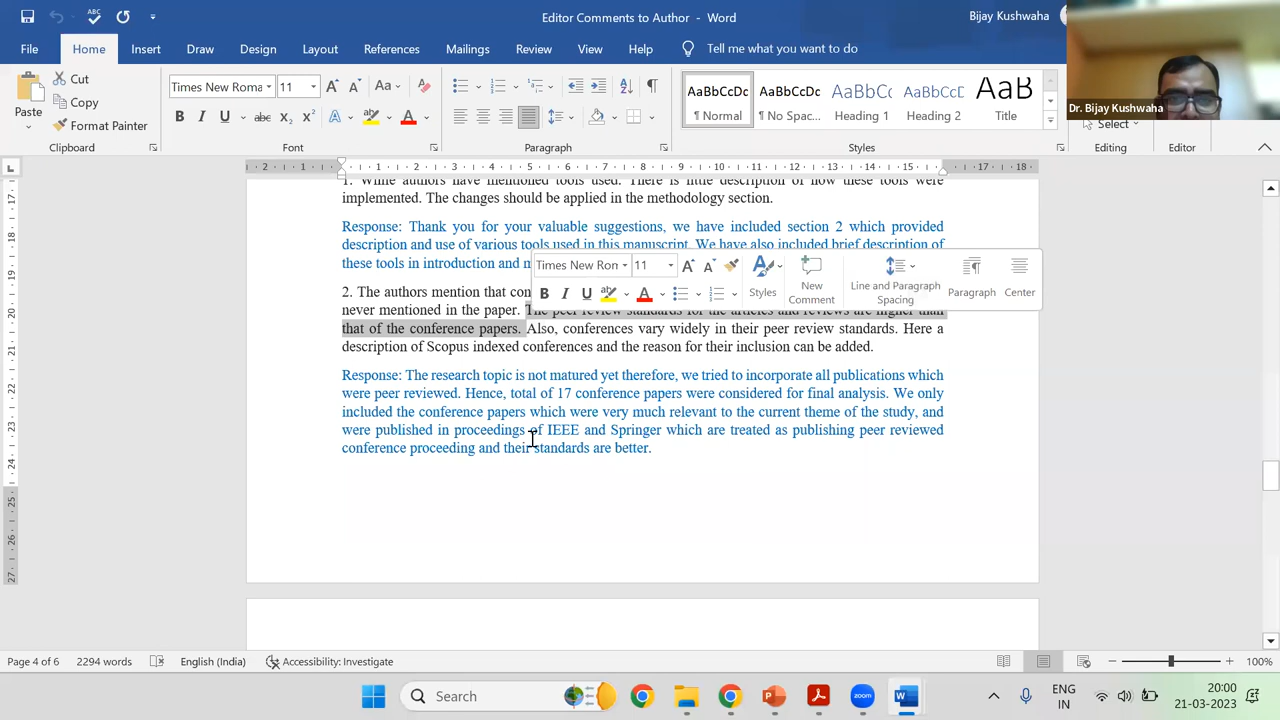 Editor Comments to Author - Word
Bijay Kushwaha
File Home Insert Draw Design Layout References Mailings Review View Help Tell me what you want to do
Paste
Cut
Copy
Format Painter
Clipboard
Times New Roma 11
Font
Paragraph
AaBbCcDc AaBbCcDc AaBbCc AaBbCcD AaB
¶ Normal ¶ No Spac... Heading 1 Heading 2 Title
Styles
Dr. Bijay Kushwaha
Select
Editing
Editor
1. While authors have mentioned tools used. There is little description of how these tools were
implemented. The changes should be applied in the methodology section.
Response: Thank you for your valuable suggestions, we have included section 2 which provided
description and use of various tools used in this manuscript. We have also included brief description of
these tools in introduction and
Times New Ron 11
Styles
New Comment
Line and Paragraph Spacing
Paragraph
Center
2. The authors mention that
never mentioned in the paper. The peer review standards for the articles and reviews are higher than
that of the conference papers. Also, conferences vary widely in their peer review standards. Here a
description of Scopus indexed conferences and the reason for their inclusion can be added.
Response: The research topic is not matured yet therefore, we tried to incorporate all publications which
were peer reviewed. Hence, total of 17 conference papers were considered for final analysis. We only
included the conference papers which were very much relevant to the current theme of the study, and
were published in proceedings of IEEE and Springer which are treated as publishing peer reviewed
conference proceeding and their standards are better.
Page 4 of 6 2294 words English (India) Accessibility: Investigate 100%
Search
ENG
IN
20:00
21-03-2023